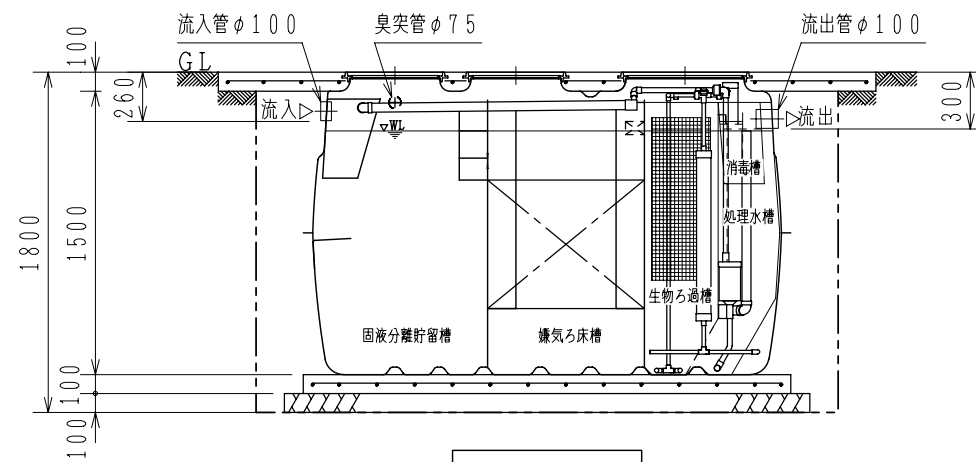 流入管φ100
臭突管φ75
流出管φ100
100
GL
260
流入
流出
300
WL
消毒槽
処理水槽
1800
1500
生物ろ過槽
固液分離貯留槽
嫌気ろ床槽
100
100